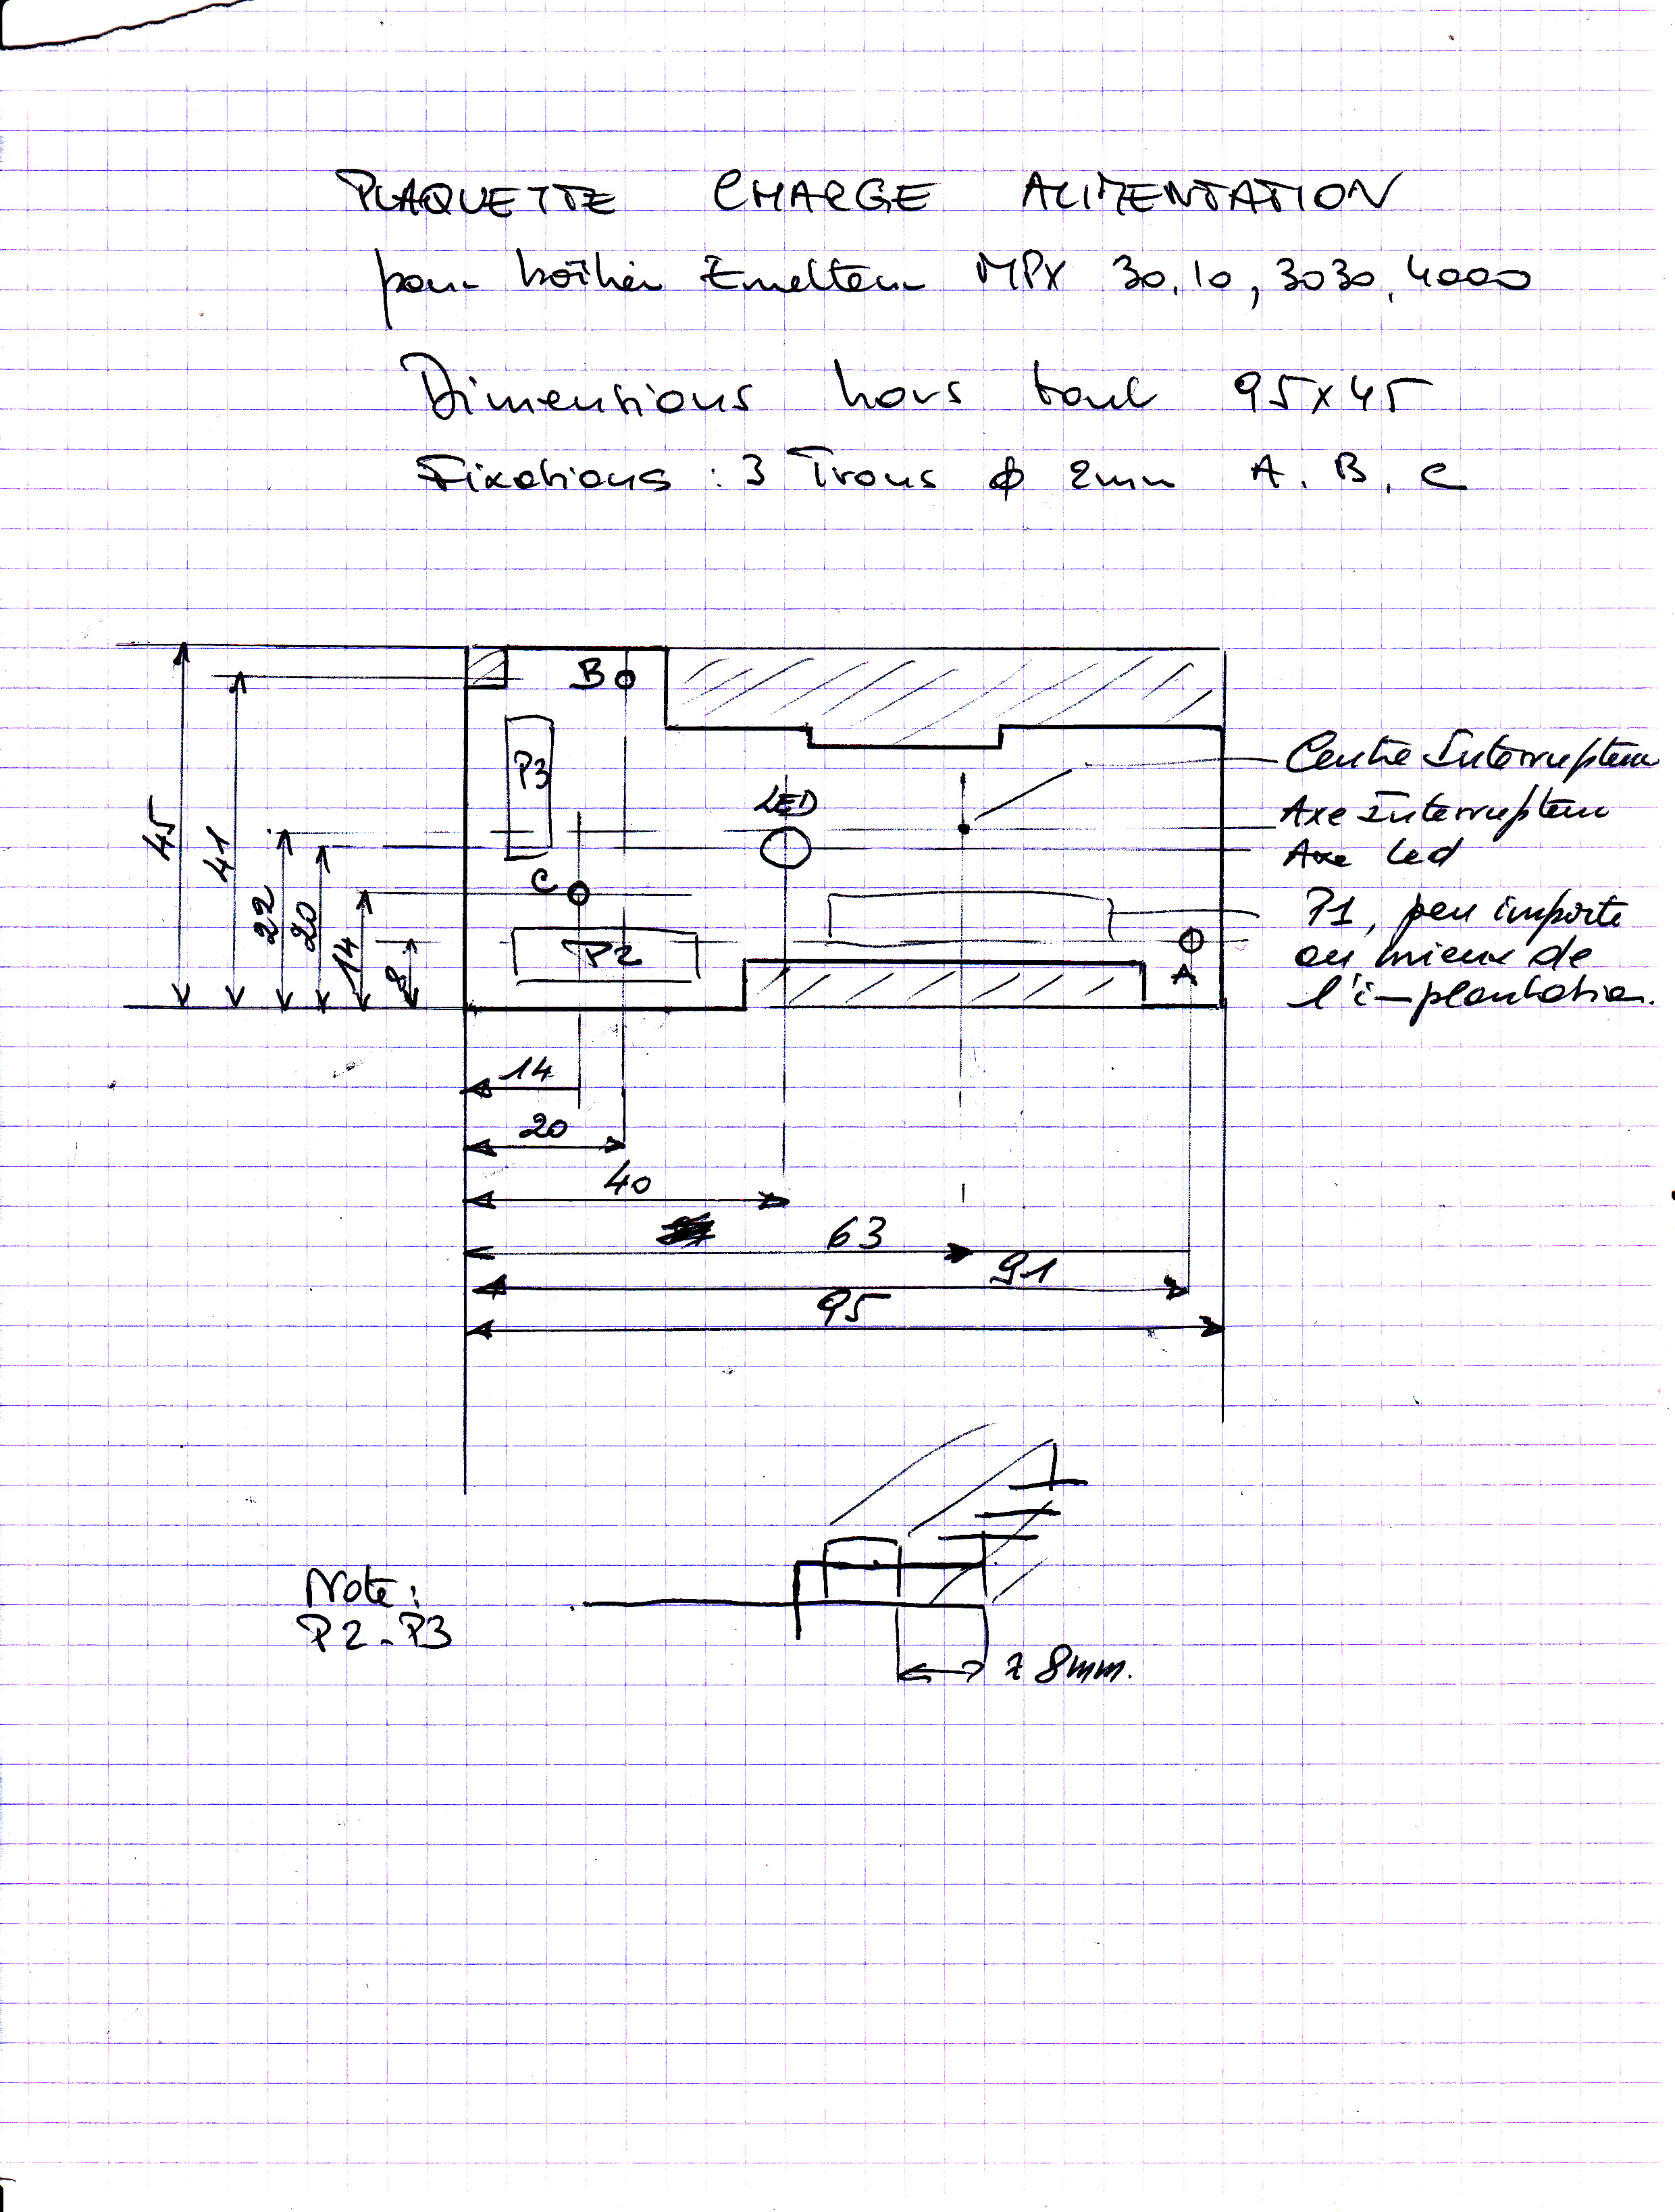 PLAQUETTE CHARGE ALIMENTATION
pour boîtier Emetteur MPX 30.10, 3030, 4000
Dimensions hors tout 95x45
Fixations : 3 Trous ϕ 2mm A. B. C
B
P3
LED
C
P2
A
Centre Interrupteur
Axe Interrupteur
Axe Led
P1, peu importe
au mieux de
l'implantation.
45
41
22
20
14
8
14
20
40
63
91
95
Note :
P2 - P3
8mm.